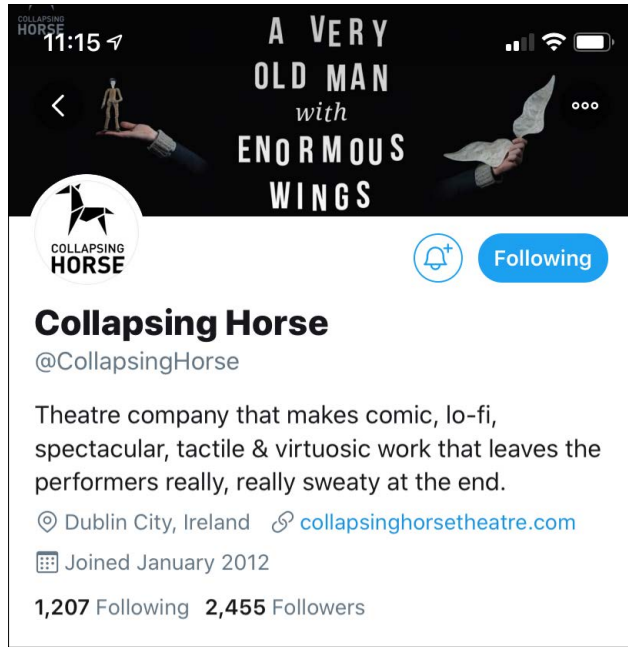 COLLAPSING
HORSE
11:15
A VERY
OLD MAN
with
ENORMOUS
WINGS
COLLAPSING
HORSE
Following
Collapsing Horse
@CollapsingHorse
Theatre company that makes comic, lo-fi,
spectacular, tactile & virtuosic work that leaves the
performers really, really sweaty at the end.
Dublin City, Ireland collapsinghorsetheatre.com
Joined January 2012
1,207 Following 2,455 Followers